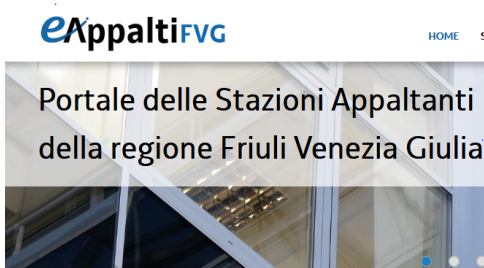 eAppaltiFVG
HOME S
Portale delle Stazioni Appaltanti
della regione Friuli Venezia Giulia